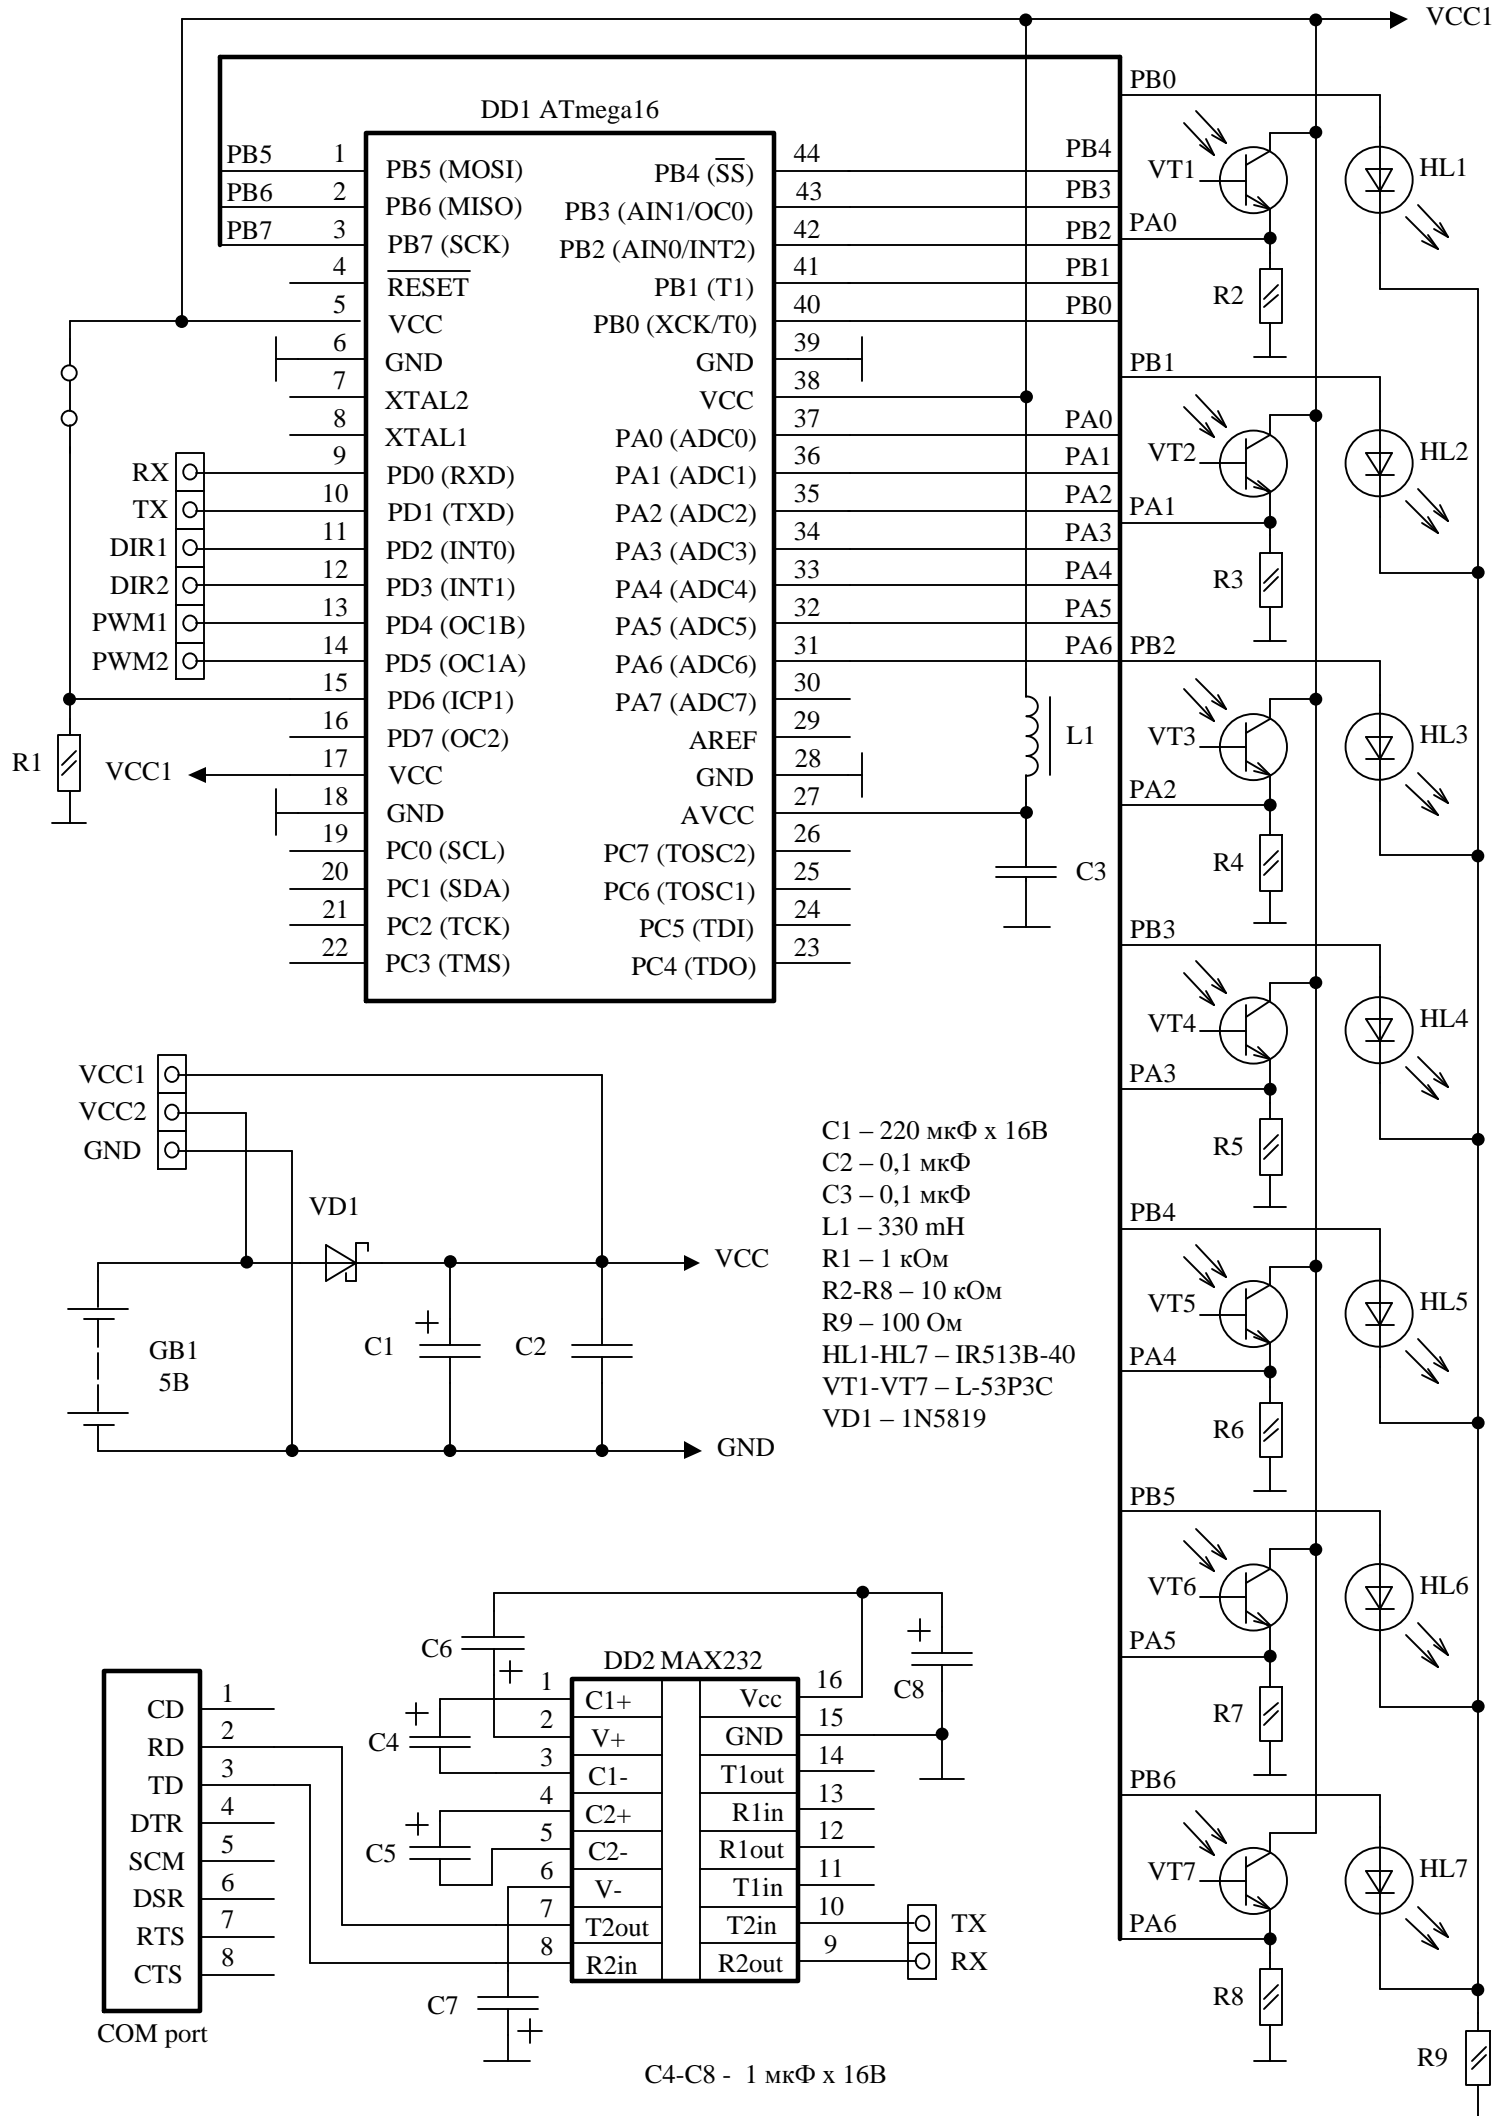 VCC1
DD1 ATmega16
PB5 1 PB5 (MOSI)
PB6 2 PB6 (MISO)
PB7 3 PB7 (SCK)
4 RESET
5 VCC
6 GND
7 XTAL2
8 XTAL1
RX 9 PD0 (RXD)
TX 10 PD1 (TXD)
DIR1 11 PD2 (INT0)
DIR2 12 PD3 (INT1)
PWM1 13 PD4 (OC1B)
PWM2 14 PD5 (OC1A)
15 PD6 (ICP1)
16 PD7 (OC2)
R1 VCC1 17 VCC
18 GND
19 PC0 (SCL)
20 PC1 (SDA)
21 PC2 (TCK)
22 PC3 (TMS)
PB4 (SS) 44 PB4
PB3 (AIN1/OC0) 43 PB3
PB2 (AIN0/INT2) 42 PB2
PB1 (T1) 41 PB1
PB0 (XCK/T0) 40 PB0
GND 39
VCC 38
PA0 (ADC0) 37 PA0
PA1 (ADC1) 36 PA1
PA2 (ADC2) 35 PA2
PA3 (ADC3) 34 PA3
PA4 (ADC4) 33 PA4
PA5 (ADC5) 32 PA5
PA6 (ADC6) 31 PA6
PA7 (ADC7) 30
AREF 29
GND 28
AVCC 27
PC7 (TOSC2) 26
PC6 (TOSC1) 25
PC5 (TDI) 24
PC4 (TDO) 23
L1
C3
PB0
VT1 HL1
PA0
R2
PB1
VT2 HL2
PA1
R3
PB2
VT3 HL3
PA2
R4
PB3
VT4 HL4
PA3
R5
PB4
VT5 HL5
PA4
R6
PB5
VT6 HL6
PA5
R7
PB6
VT7 HL7
PA6
R8
R9
VCC1
VCC2
GND
VD1
VCC
C1 C2
GB1
5В
GND
C1 – 220 мкФ x 16В
C2 – 0,1 мкФ
C3 – 0,1 мкФ
L1 – 330 mH
R1 – 1 кОм
R2-R8 – 10 кОм
R9 – 100 Ом
HL1-HL7 – IR513B-40
VT1-VT7 – L-53P3C
VD1 – 1N5819
C6
C8
C4
C5
C7
DD2 MAX232
1 C1+
2 V+
3 C1-
4 C2+
5 C2-
6 V-
7 T2out
8 R2in
Vcc 16
GND 15
T1out 14
R1in 13
R1out 12
T1in 11
T2in 10 TX
R2out 9 RX
CD 1
RD 2
TD 3
DTR 4
SCM 5
DSR 6
RTS 7
CTS 8
COM port
C4-C8 - 1 мкФ x 16В